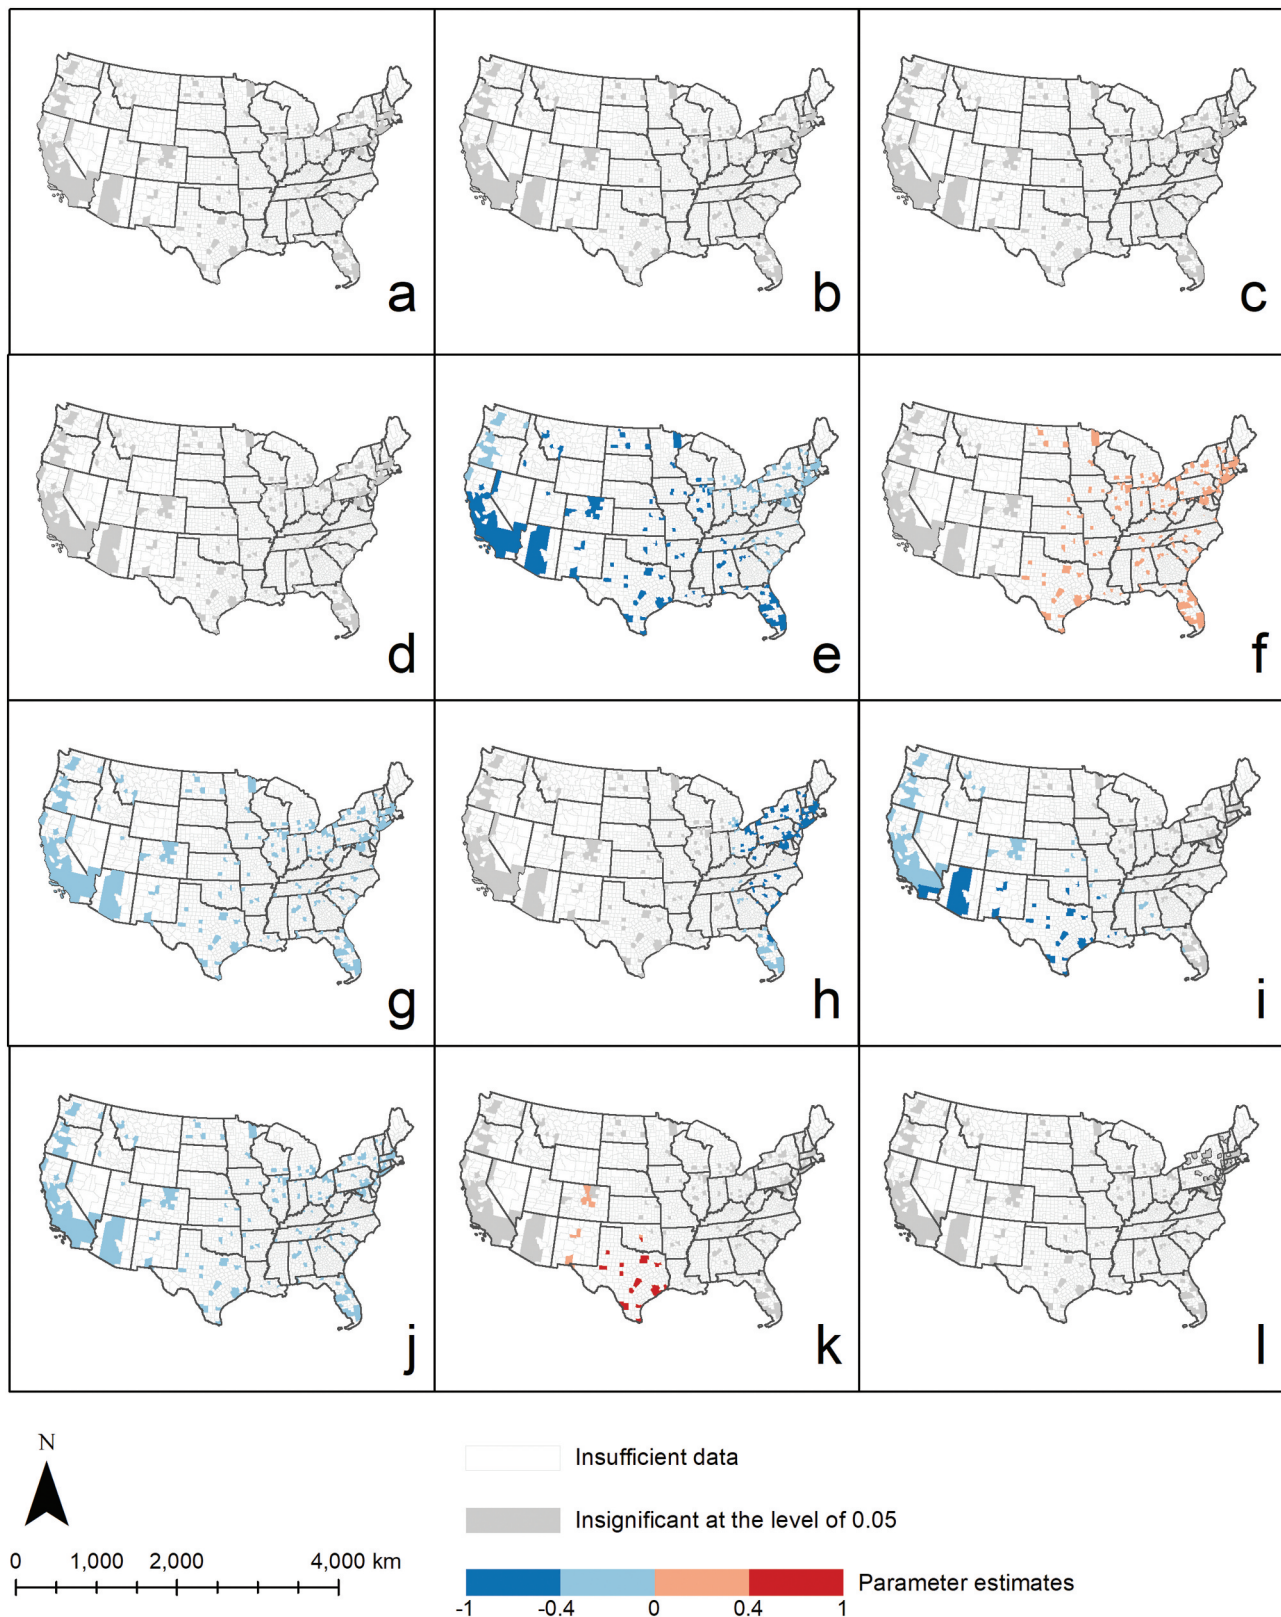 a
b
c
d
e
f
g
h
i
j
k
l
N
0 1,000 2,000 4,000 km
Insufficient data
Insignificant at the level of 0.05
Parameter estimates
-1 -0.4 0 0.4 1